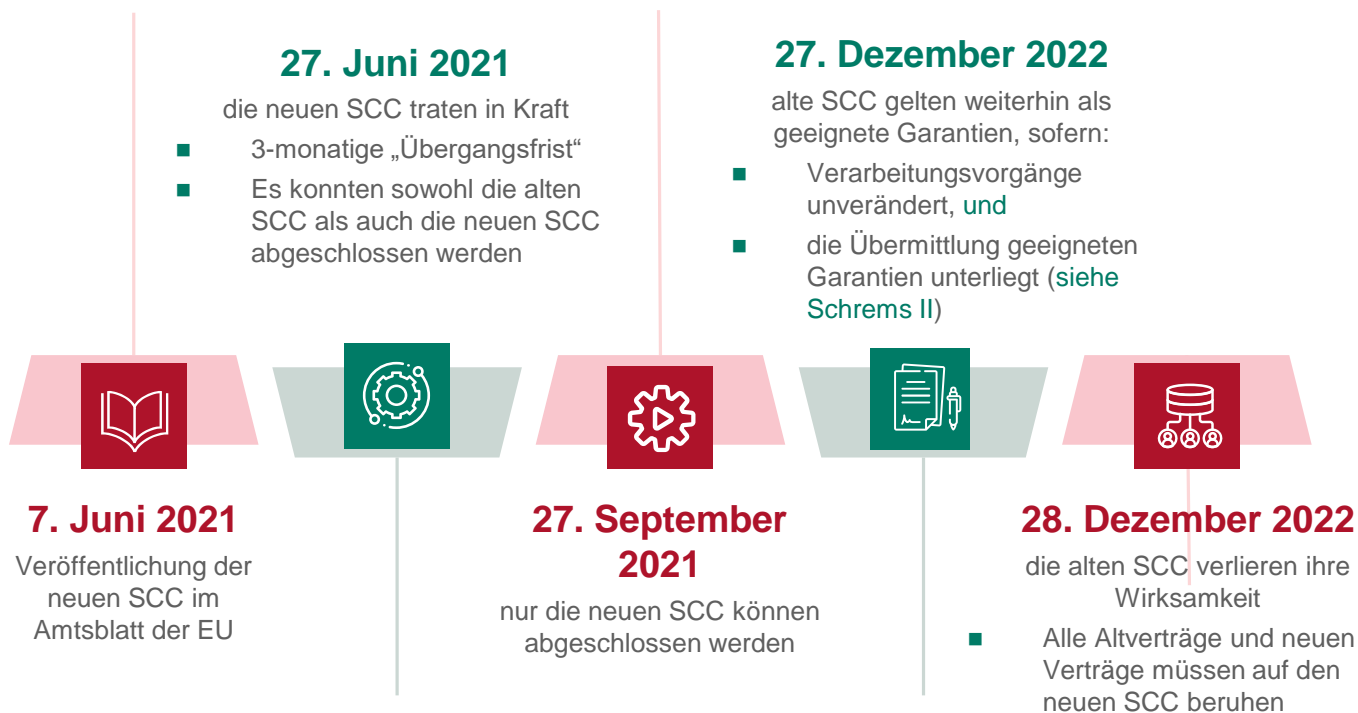 27. Juni 2021
die neuen SCC traten in Kraft
■ 3-monatige „Übergangsfrist“
■ Es konnten sowohl die alten
SCC als auch die neuen SCC
abgeschlossen werden
27. Dezember 2022
alte SCC gelten weiterhin als
geeignete Garantien, sofern:
■ Verarbeitungsvorgänge
unverändert, und
■ die Übermittlung geeigneten
Garantien unterliegt (siehe
Schrems II)
7. Juni 2021
Veröffentlichung der
neuen SCC im
Amtsblatt der EU
27. September
2021
nur die neuen SCC können
abgeschlossen werden
28. Dezember 2022
die alten SCC verlieren ihre
Wirksamkeit
■ Alle Altverträge und neuen
Verträge müssen auf den
neuen SCC beruhen